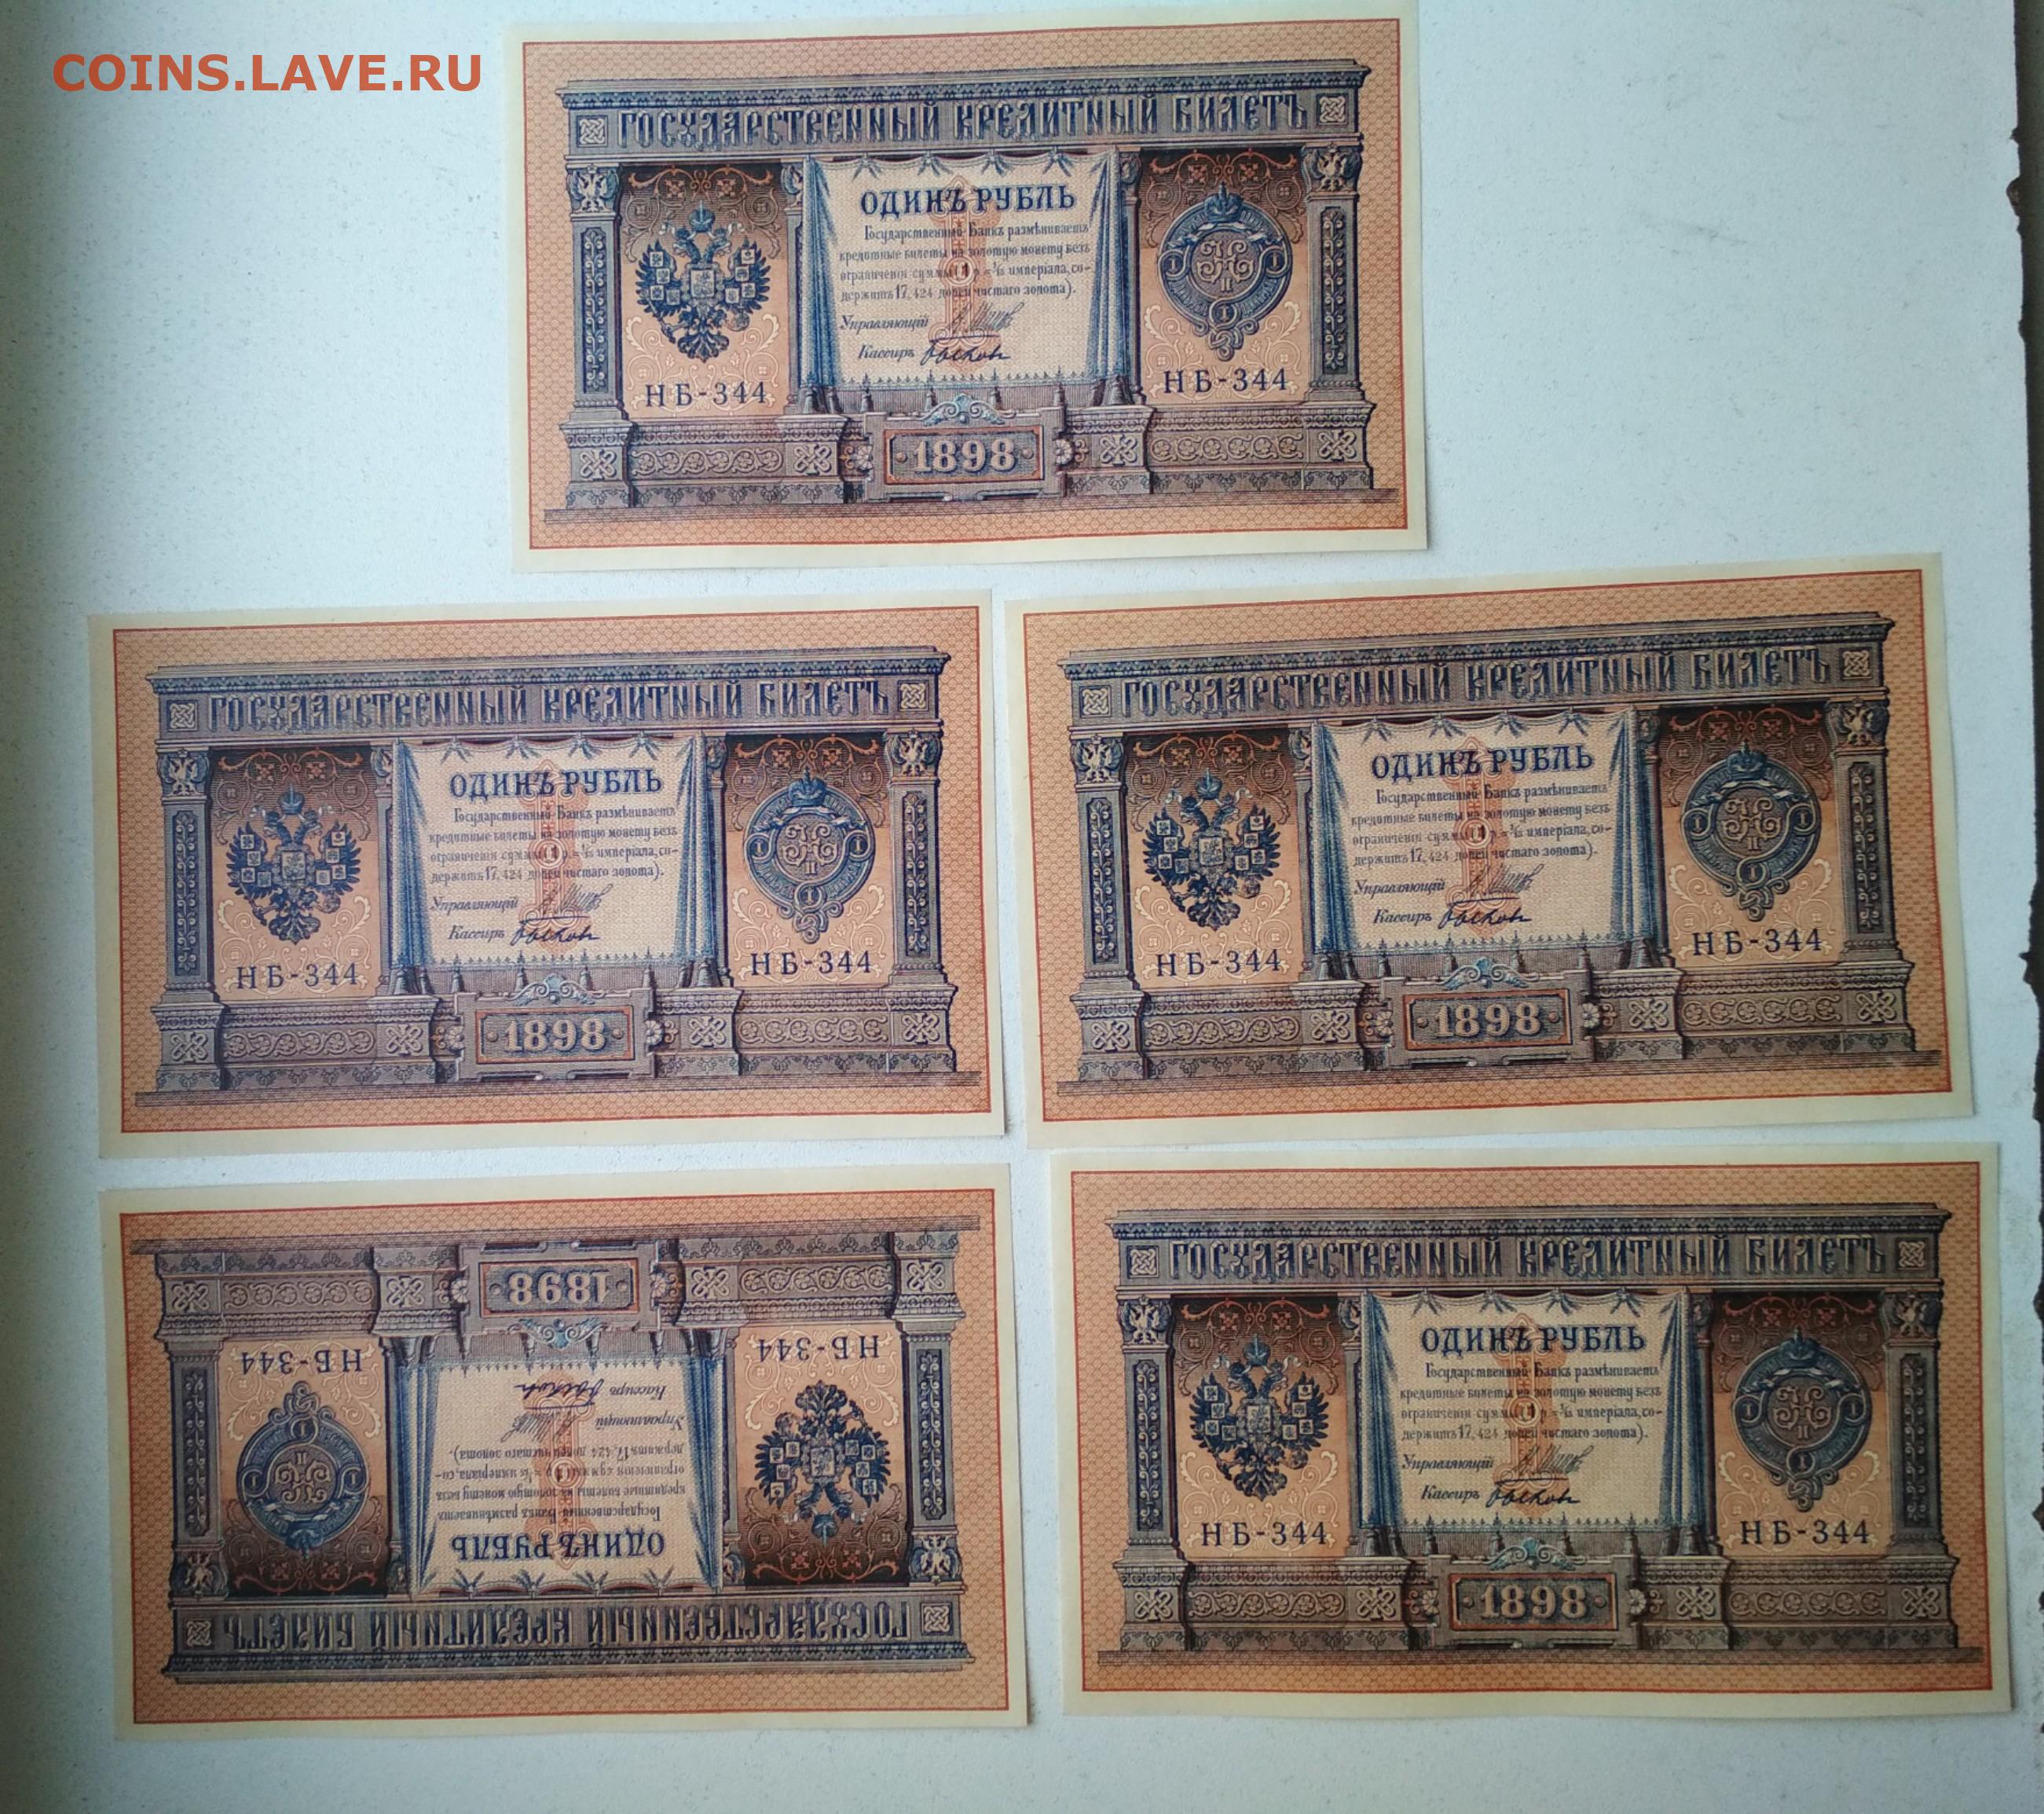 COINS.LAVE.RU
ГОСУДАРСТВЕННЫЙ КРЕДИТНЫЙ БИЛЕТЪ
ОДИНЪ РУБЛЬ
Государственный Банкъ размѣниваетъ
кредитные билеты на золотую монету безъ
ограниченія суммы (1 р. = 1/15 имперіала, со-
держитъ 17,424 долей чистаго золота).
Управляющій
Кассиръ
НБ-344 НБ-344
1898
ГОСУДАРСТВЕННЫЙ КРЕДИТНЫЙ БИЛЕТЪ
ОДИНЪ РУБЛЬ
Государственный Банкъ размѣниваетъ
кредитные билеты на золотую монету безъ
ограниченія суммы (1 р. = 1/15 имперіала, со-
держитъ 17,424 долей чистаго золота).
Управляющій
Кассиръ
НБ-344 НБ-344
1898
ГОСУДАРСТВЕННЫЙ КРЕДИТНЫЙ БИЛЕТЪ
ОДИНЪ РУБЛЬ
Государственный Банкъ размѣниваетъ
кредитные билеты на золотую монету безъ
ограниченія суммы (1 р. = 1/15 имперіала, со-
держитъ 17,424 долей чистаго золота).
Управляющій
Кассиръ
НБ-344 НБ-344
1898
ГОСУДАРСТВЕННЫЙ КРЕДИТНЫЙ БИЛЕТЪ
ОДИНЪ РУБЛЬ
Государственный Банкъ размѣниваетъ
кредитные билеты на золотую монету безъ
ограниченія суммы (1 р. = 1/15 имперіала, со-
держитъ 17,424 долей чистаго золота).
Управляющій
Кассиръ
НБ-344 НБ-344
1898
ГОСУДАРСТВЕННЫЙ КРЕДИТНЫЙ БИЛЕТЪ
ОДИНЪ РУБЛЬ
Государственный Банкъ размѣниваетъ
кредитные билеты на золотую монету безъ
ограниченія суммы (1 р. = 1/15 имперіала, со-
держитъ 17,424 долей чистаго золота).
Управляющій
Кассиръ
НБ-344 НБ-344
1898